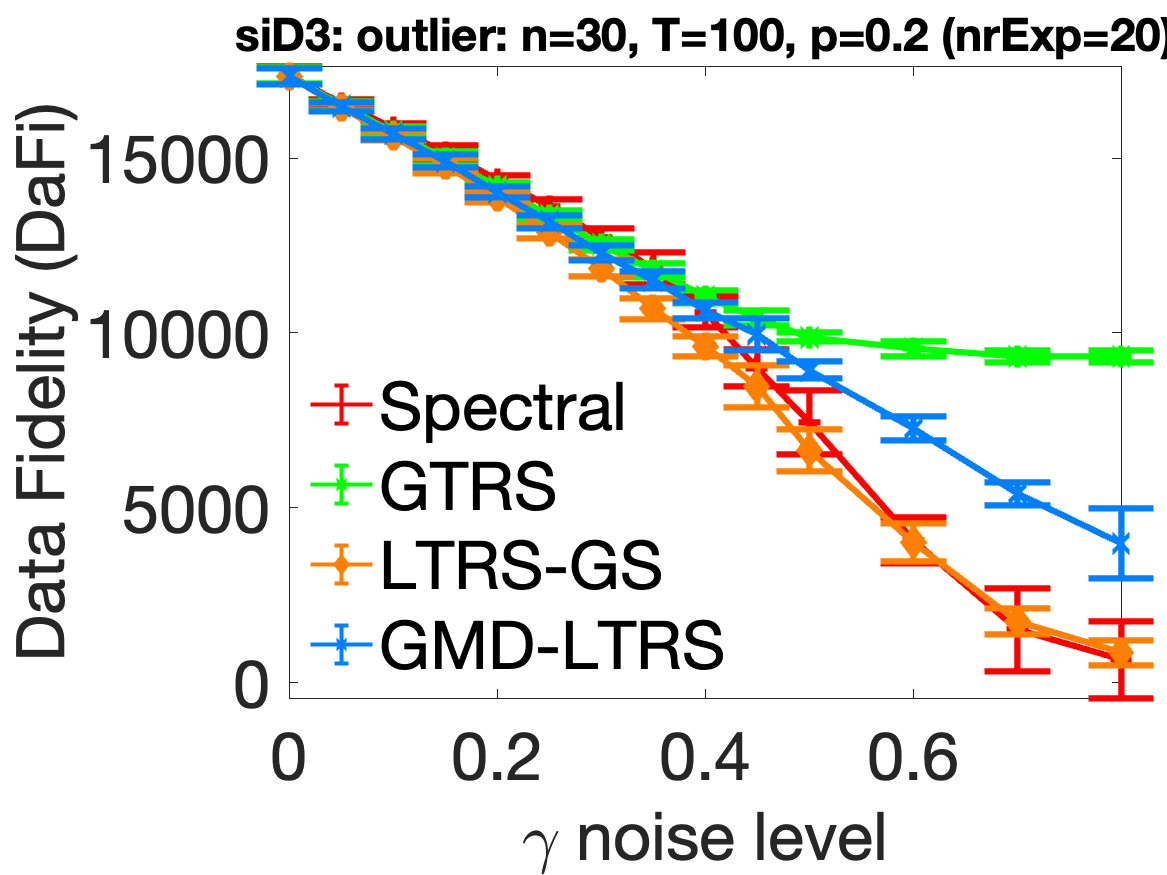 siD3: outlier: n=30, T=100, p=0.2 (nrExp=20)
Data Fidelity (DaFi)
15000
10000
5000
0
Spectral
GTRS
LTRS-GS
GMD-LTRS
0 0.2 0.4 0.6
γ noise level